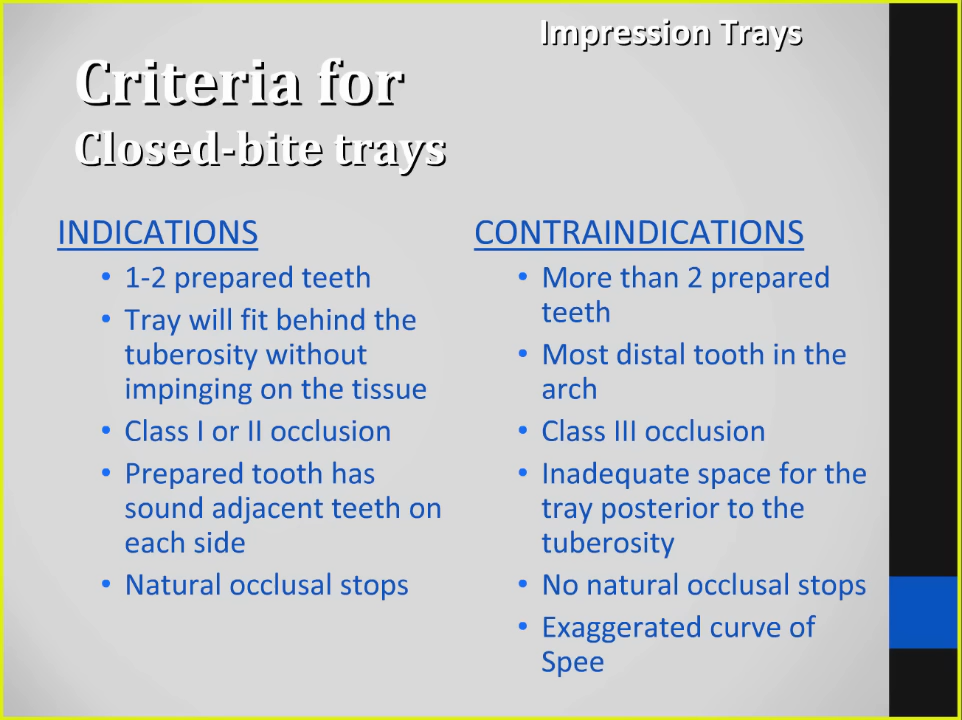 Impression Trays
Criteria for
Closed-bite trays
INDICATIONS
• 1-2 prepared teeth
• Tray will fit behind the
tuberosity without
impinging on the tissue
• Class I or II occlusion
• Prepared tooth has
sound adjacent teeth on
each side
• Natural occlusal stops
CONTRAINDICATIONS
• More than 2 prepared
teeth
• Most distal tooth in the
arch
• Class III occlusion
• Inadequate space for the
tray posterior to the
tuberosity
• No natural occlusal stops
• Exaggerated curve of
Spee